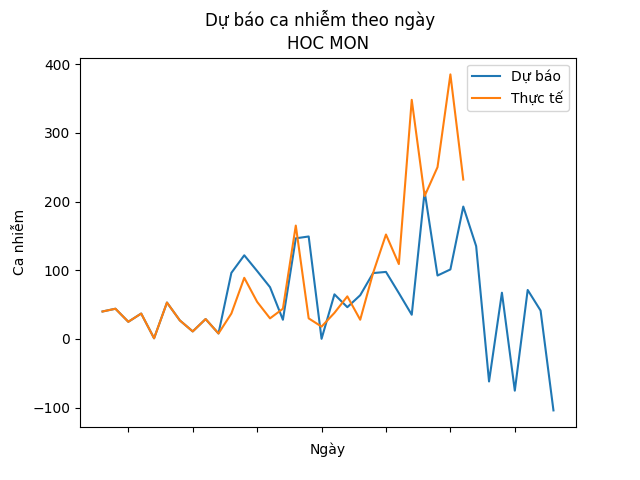 Dự báo ca nhiễm theo ngày
HOC MON
400
300
200
100
0
−100
Ca nhiễm
Ngày
Dự báo
Thực tế